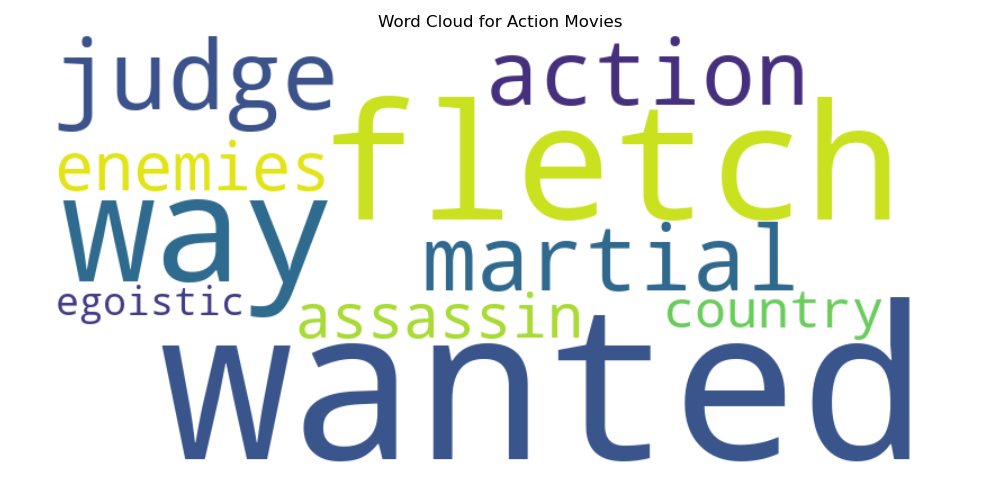 Word Cloud for Action Movies
judge action
enemies fletch
way martial
egoistic assassin country
wanted